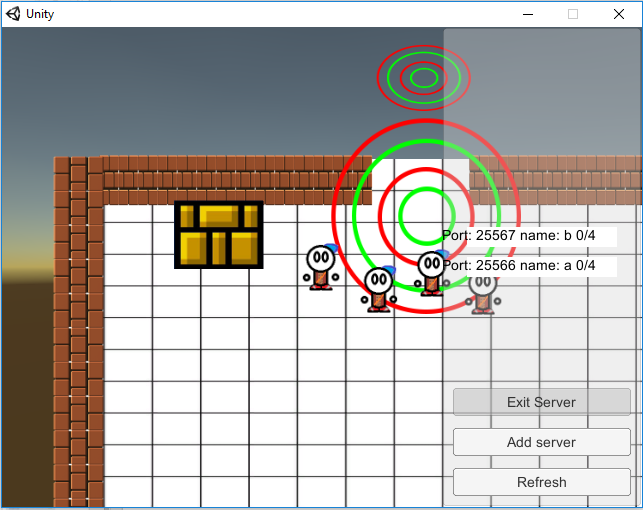 Unity
Port: 25567 name: b 0/4
Port: 25566 name: a 0/4
Exit Server
Add server
Refresh